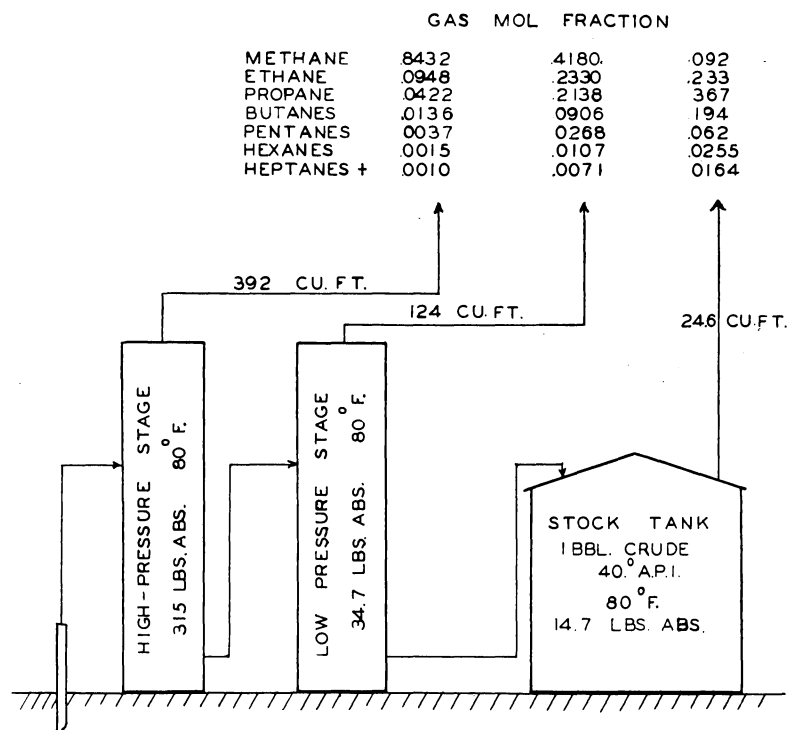 GAS MOL FRACTION
METHANE .8432 .4180. .092
ETHANE .0948 .2330 .233
PROPANE .0422 .2138 .367
BUTANES .0136 .0906 .194
PENTANES .0037 .0268 .062
HEXANES .0015 .0107 .0255
HEPTANES + .0010 .0071 .0164
392 CU.FT.
124 CU.FT.
24.6 CU.FT.
HIGH-PRESSURE STAGE
315 LBS. ABS. 80°F.
LOW PRESSURE STAGE
34.7 LBS. ABS. 80°F.
STOCK TANK
1 BBL. CRUDE
40.° A.P.I.
80°F.
14.7 LBS. ABS.